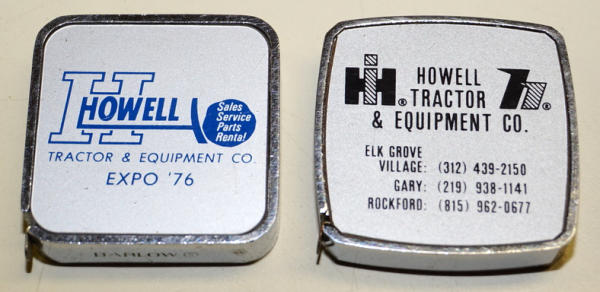 H
HOWELL
Sales
Service
Parts
Rental
TRACTOR & EQUIPMENT CO.
EXPO '76
BARLOW ®
IH ® HOWELL
TRACTOR ®
& EQUIPMENT CO.
ELK GROVE
VILLAGE: (312) 439-2150
GARY: (219) 938-1141
ROCKFORD: (815) 962-0677